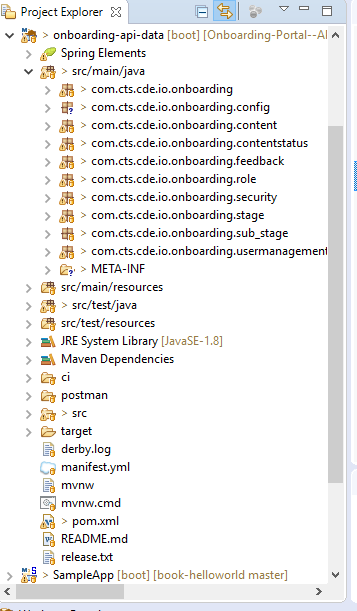 Project Explorer
> onboarding-api-data [boot] [Onboarding-Portal--AI
Spring Elements
> src/main/java
> com.cts.cde.io.onboarding
> com.cts.cde.io.onboarding.config
> com.cts.cde.io.onboarding.content
> com.cts.cde.io.onboarding.contentstatus
> com.cts.cde.io.onboarding.feedback
> com.cts.cde.io.onboarding.role
> com.cts.cde.io.onboarding.security
> com.cts.cde.io.onboarding.stage
> com.cts.cde.io.onboarding.sub_stage
> com.cts.cde.io.onboarding.usermanagement
> META-INF
src/main/resources
> src/test/java
src/test/resources
JRE System Library [JavaSE-1.8]
Maven Dependencies
ci
postman
> src
target
derby.log
manifest.yml
mvnw
mvnw.cmd
> pom.xml
README.md
release.txt
> SampleApp [boot] [book-helloworld master]